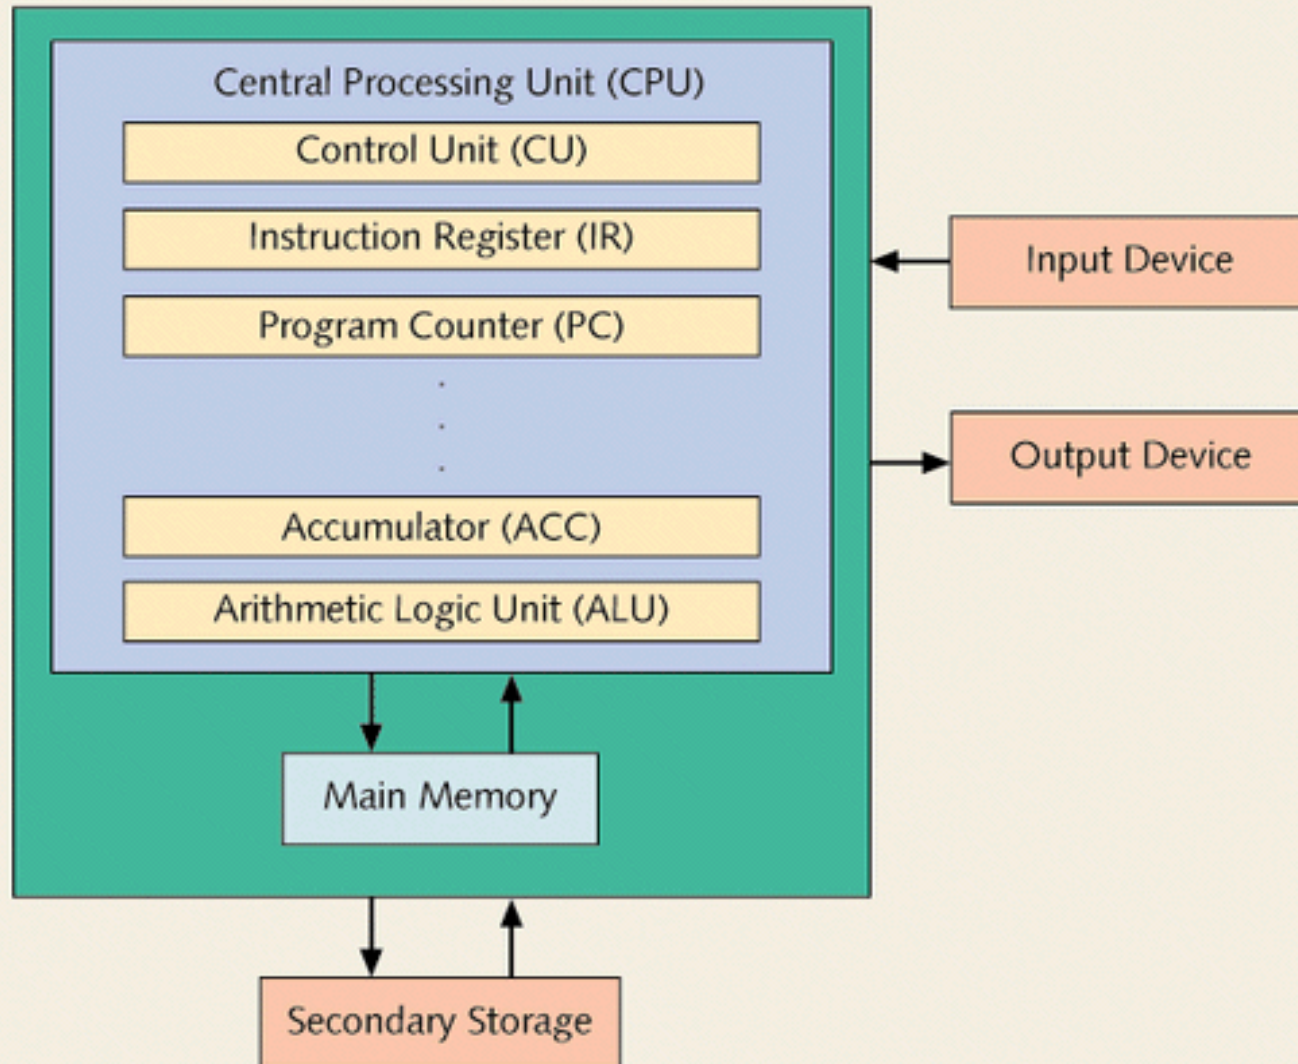 Central Processing Unit (CPU)
Control Unit (CU)
Instruction Register (IR)
Program Counter (PC)
Accumulator (ACC)
Arithmetic Logic Unit (ALU)
Input Device
Output Device
Main Memory
Secondary Storage